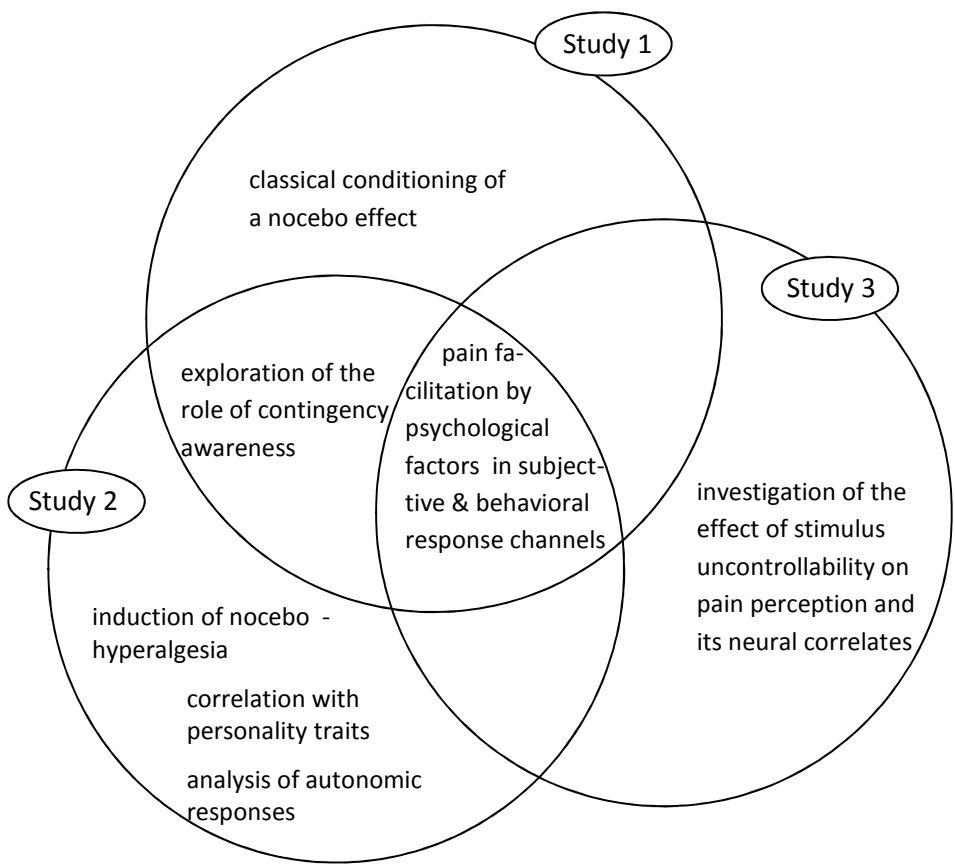 Study 1
classical conditioning of
a nocebo effect
Study 3
exploration of the
role of contingency
awareness
pain fa-
cilitation by
psychological
factors in subject-
tive & behavioral
response channels
Study 2
investigation of the
effect of stimulus
uncontrollability on
pain perception and
its neural correlates
induction of nocebo -
hyperalgesia
correlation with
personality traits
analysis of autonomic
responses